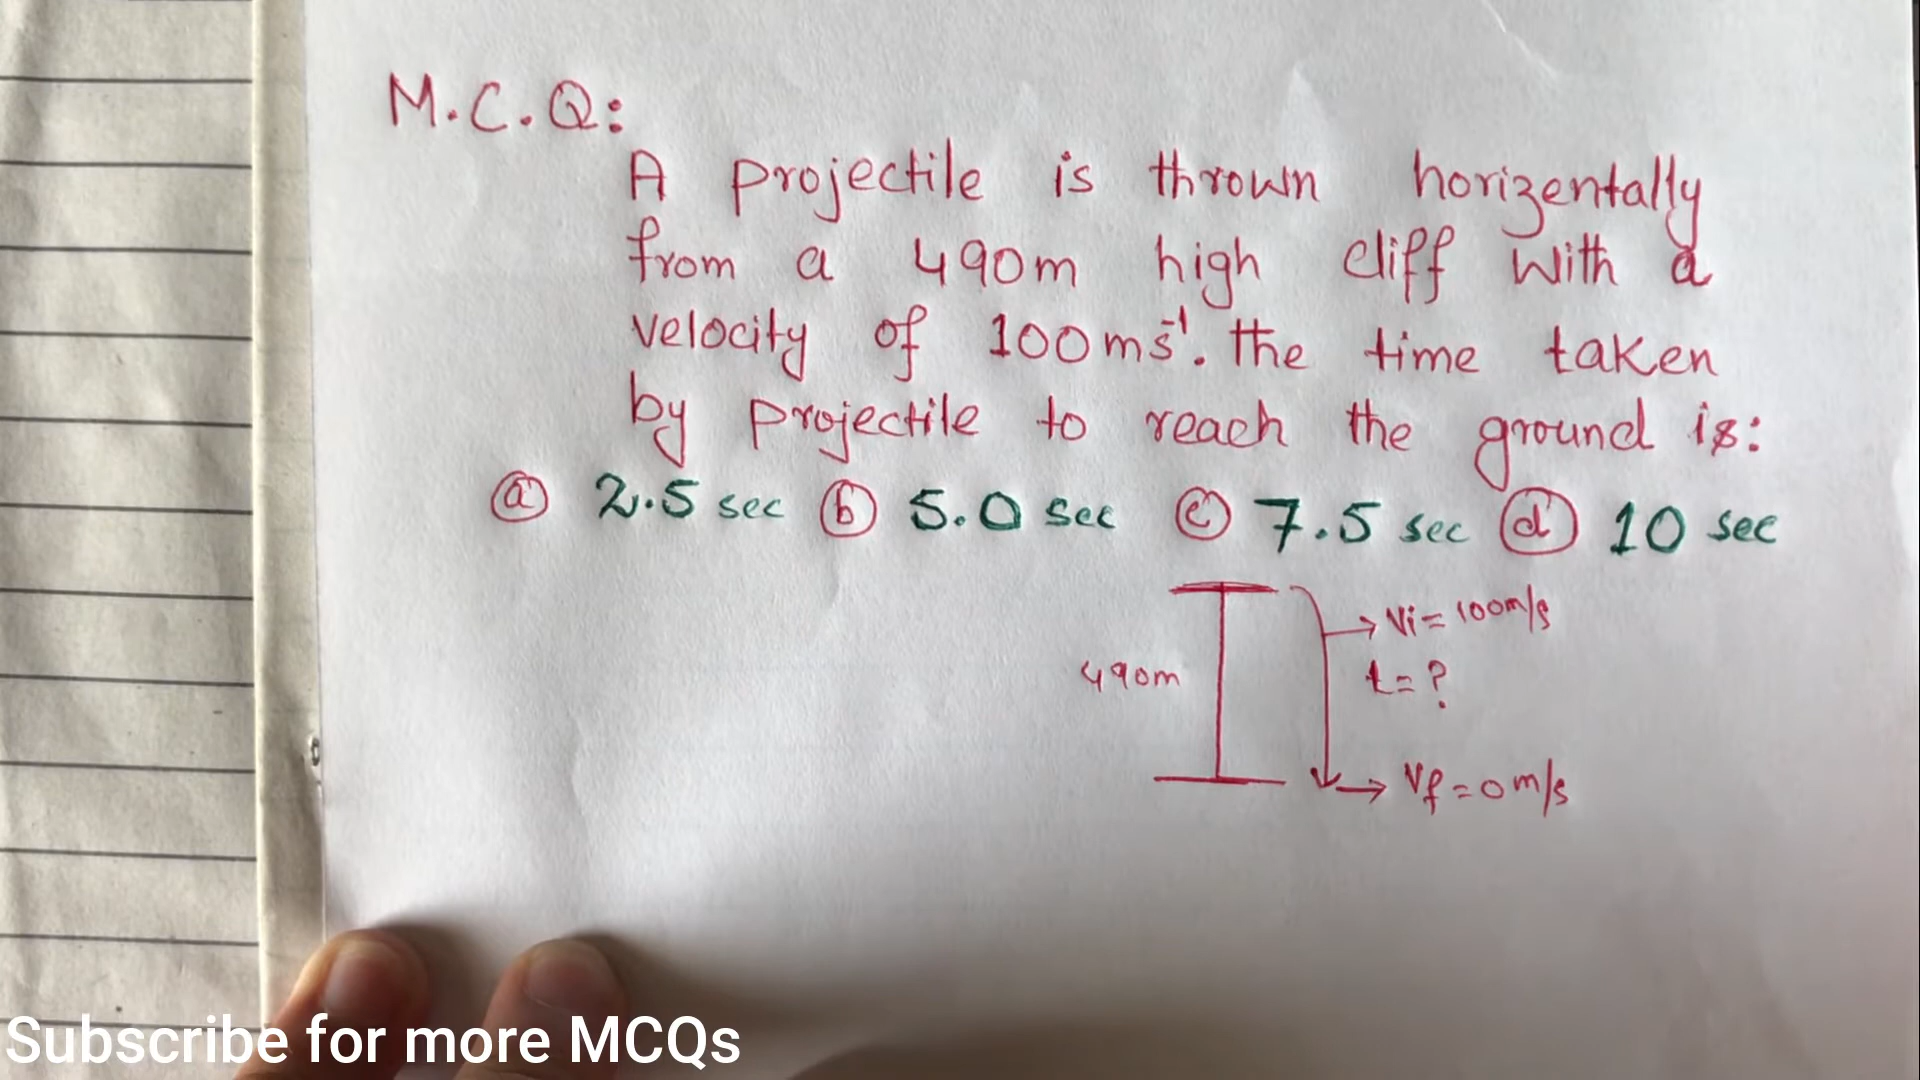 M.C.Q:
A projectile is thrown horizentally
from a 490m high cliff with a
velocity of 100ms⁻¹. the time taken
by projectile to reach the ground is:
(a) 2.5 sec (b) 5.0 sec (c) 7.5 sec (d) 10 sec
→ Vi = 100m/s
490m
t = ?
→ Vf = 0 m/s
Subscribe for more MCQs